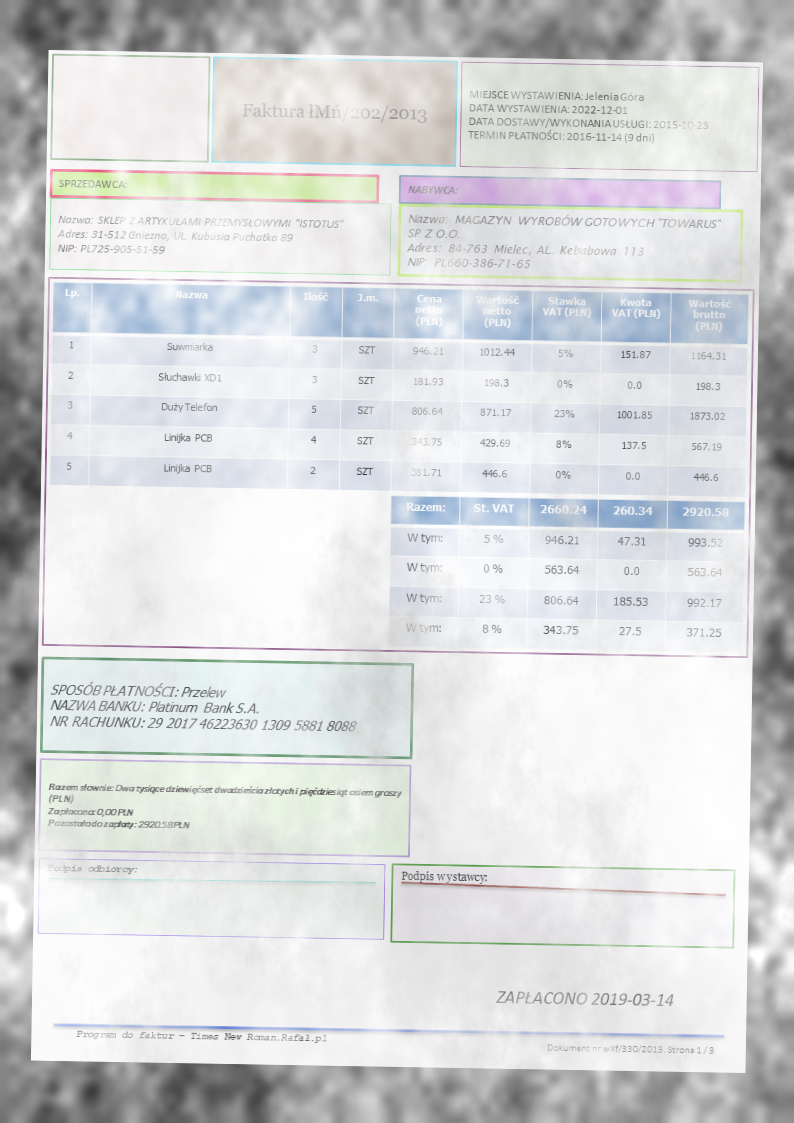 Faktura łMń/202/2013
MIEJSCE WYSTAWIENIA: Jelenia Góra
DATA WYSTAWIENIA: 2022-12-01
DATA DOSTAWY/WYKONANIA USŁUGI: 2015-10-23
TERMIN PŁATNOŚCI: 2016-11-14 (9 dni)
SPRZEDAWCA:
Nazwa: SKLEP Z ARTYKUŁAMI PRZEMYSŁOWYMI "ISTOTUS"
Adres: 31-512 Gniezno, UL. Kubusia Puchatka 89
NIP: PL725-905-51-59
NABYWCA:
Nazwa: MAGAZYN WYROBÓW GOTOWYCH "TOWARUS"
SP. Z O.O.
Adres: 84-763 Mielec, AL. Kebabowa 113
NIP: PL660-386-71-65
Lp. Nazwa Ilość J.m. Cena netto (PLN) Wartość netto (PLN) Stawka VAT (PLN) Kwota VAT (PLN) Wartość brutto (PLN)
1 Suwmiarka 3 SZT 946.21 1012.44 5% 151.87 1164.31
2 Słuchawki XD1 3 SZT 181.93 198.3 0% 0.0 198.3
3 Duży Telefon 5 SZT 806.64 871.17 23% 1001.85 1873.02
4 Linijka PCB 4 SZT 343.75 429.69 8% 137.5 567.19
5 Linijka PCB 2 SZT 381.71 446.6 0% 0.0 446.6
Razem: St. VAT 2660.24 260.34 2920.58
W tym: 5 % 946.21 47.31 993.52
W tym: 0 % 563.64 0.0 563.64
W tym: 23 % 806.64 185.53 992.17
W tym: 8 % 343.75 27.5 371.25
SPOSÓB PŁATNOŚCI: Przelew
NAZWA BANKU: Platinum Bank S.A.
NR RACHUNKU: 29 2017 46223630 1309 5881 8088
Razem słownie: Dwa tysiące dziewięćset dwadzieścia złotych i pięćdziesiąt osiem groszy
(PLN)
Zapłacono: 0,00 PLN
Pozostało do zapłaty: 2920.58 PLN
Podpis odbiorcy:
Podpis wystawcy:
ZAPŁACONO 2019-03-14
Program do faktur – Times New Roman.Rafał.pl
Dokument nr wXf/330/2013. Strona 1 / 3